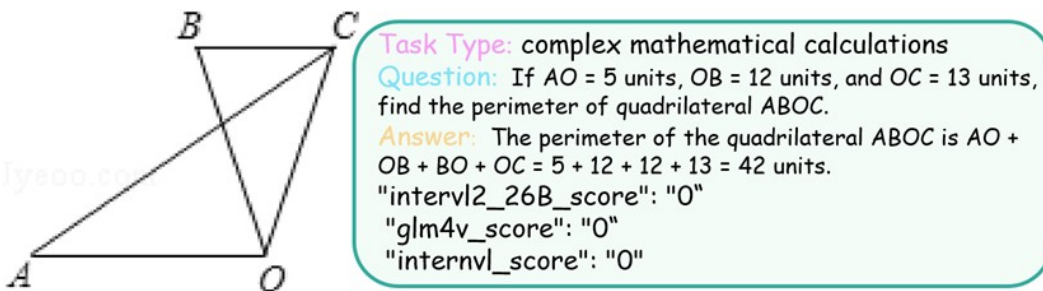 B C
Jyeoo.com
A O
Task Type: complex mathematical calculations
Question: If AO = 5 units, OB = 12 units, and OC = 13 units,
find the perimeter of quadrilateral ABOC.
Answer: The perimeter of the quadrilateral ABOC is AO +
OB + BO + OC = 5 + 12 + 12 + 13 = 42 units.
"intervl2_26B_score": "0“
"glm4v_score": "0“
"internvl_score": "0"